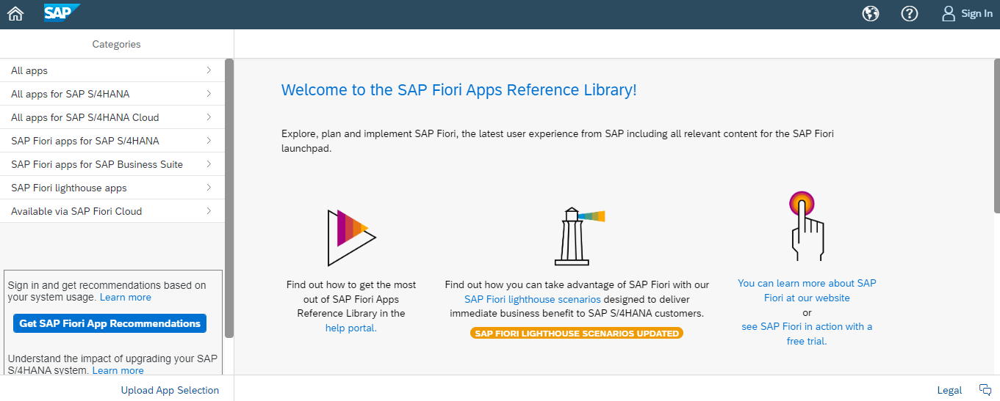 SAP
Sign In
Categories
All apps
All apps for SAP S/4HANA
All apps for SAP S/4HANA Cloud
SAP Fiori apps for SAP S/4HANA
SAP Fiori apps for SAP Business Suite
SAP Fiori lighthouse apps
Available via SAP Fiori Cloud
Sign in and get recommendations based on
your system usage. Learn more
Get SAP Fiori App Recommendations
Understand the impact of upgrading your SAP
S/4HANA system. Learn more
Upload App Selection
Welcome to the SAP Fiori Apps Reference Library!
Explore, plan and implement SAP Fiori, the latest user experience from SAP including all relevant content for the SAP Fiori
launchpad.
Find out how to get the most
out of SAP Fiori Apps
Reference Library in the
help portal.
Find out how you can take advantage of SAP Fiori with our
SAP Fiori lighthouse scenarios designed to deliver
immediate business benefit to SAP S/4HANA customers.
SAP FIORI LIGHTHOUSE SCENARIOS UPDATED
You can learn more about SAP
Fiori at our website
or
see SAP Fiori in action with a
free trial.
Legal